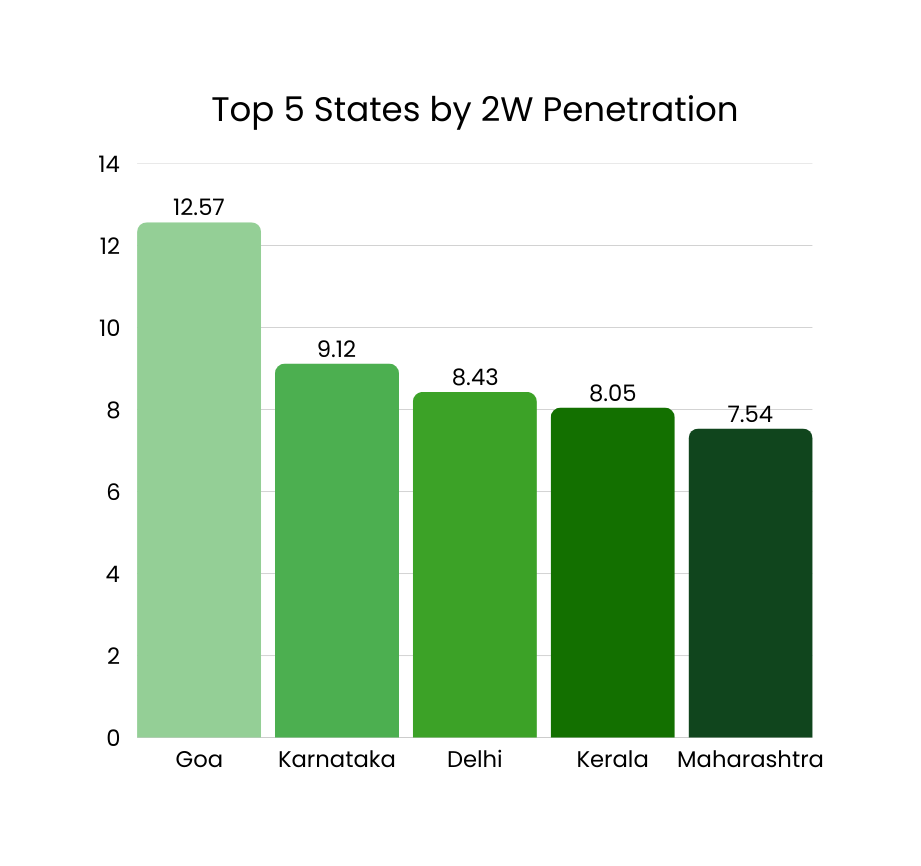 Top 5 States by 2W Penetration
14
12
10
8
6
4
2
0
12.57
9.12
8.43
8.05
7.54
Goa
Karnataka
Delhi
Kerala
Maharashtra